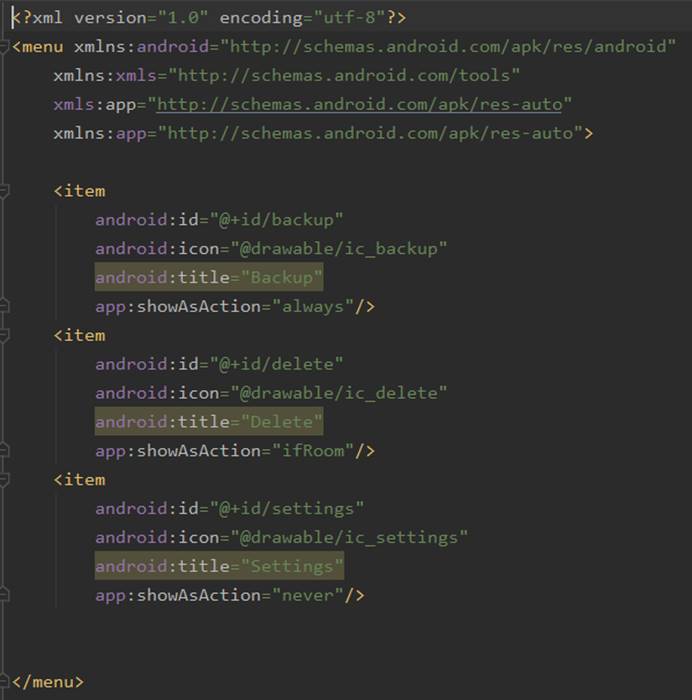 <?xml version="1.0" encoding="utf-8"?>
<menu xmlns:android="http://schemas.android.com/apk/res/android"
    xmlns:xmls="http://schemas.android.com/tools"
    xmls:app="http://schemas.android.com/apk/res-auto"
    xmlns:app="http://schemas.android.com/apk/res-auto">

    <item
        android:id="@+id/backup"
        android:icon="@drawable/ic_backup"
        android:title="Backup"
        app:showAsAction="always"/>
    <item
        android:id="@+id/delete"
        android:icon="@drawable/ic_delete"
        android:title="Delete"
        app:showAsAction="ifRoom"/>
    <item
        android:id="@+id/settings"
        android:icon="@drawable/ic_settings"
        android:title="Settings"
        app:showAsAction="never"/>

</menu>